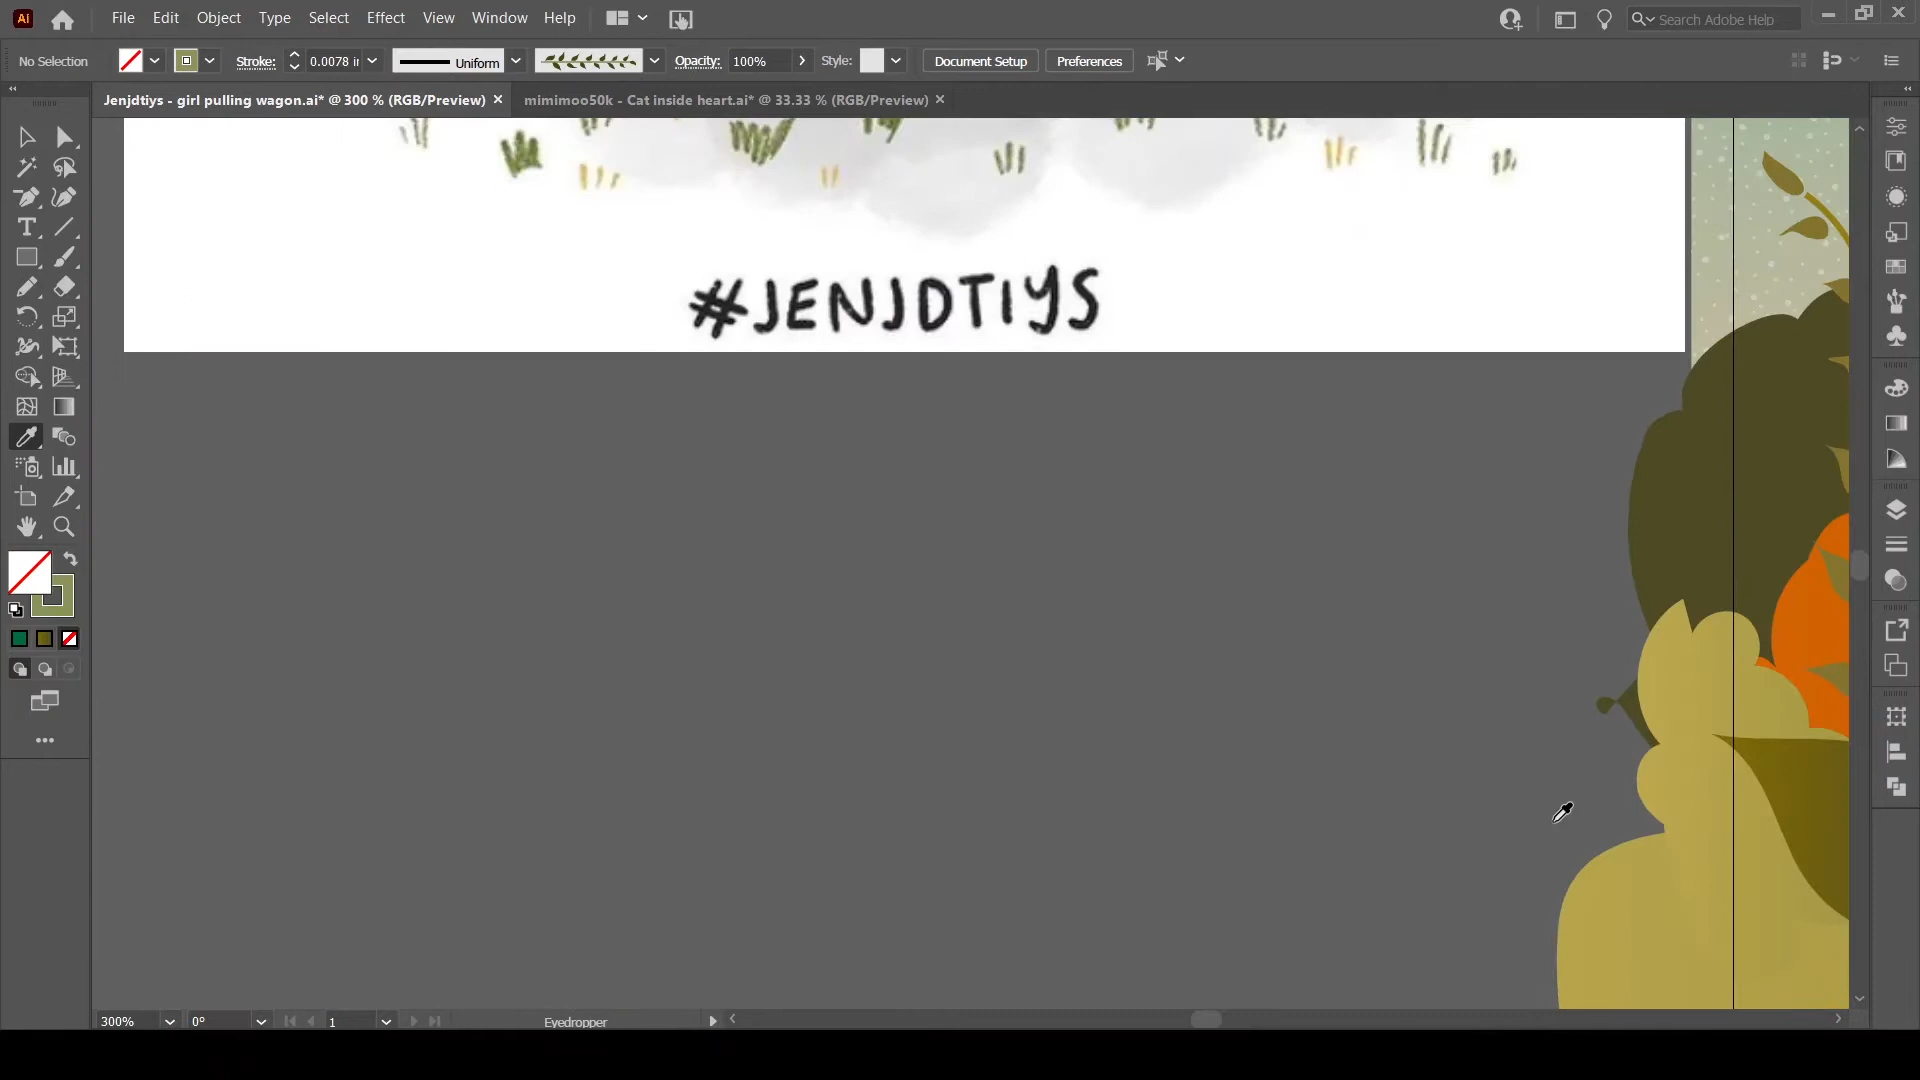 Ai File Edit Object Type Select Effect View Window Help Search Adobe Help
No Selection Stroke: 0.0078 ir Uniform Opacity: 100% Style: Document Setup Preferences
Jenjdtiys - girl pulling wagon.ai* @ 300 % (RGB/Preview) × mimimoo50k - Cat inside heart.ai* @ 33.33 % (RGB/Preview) ×
#JENJDTIYS
300% 0° 1 Eyedropper